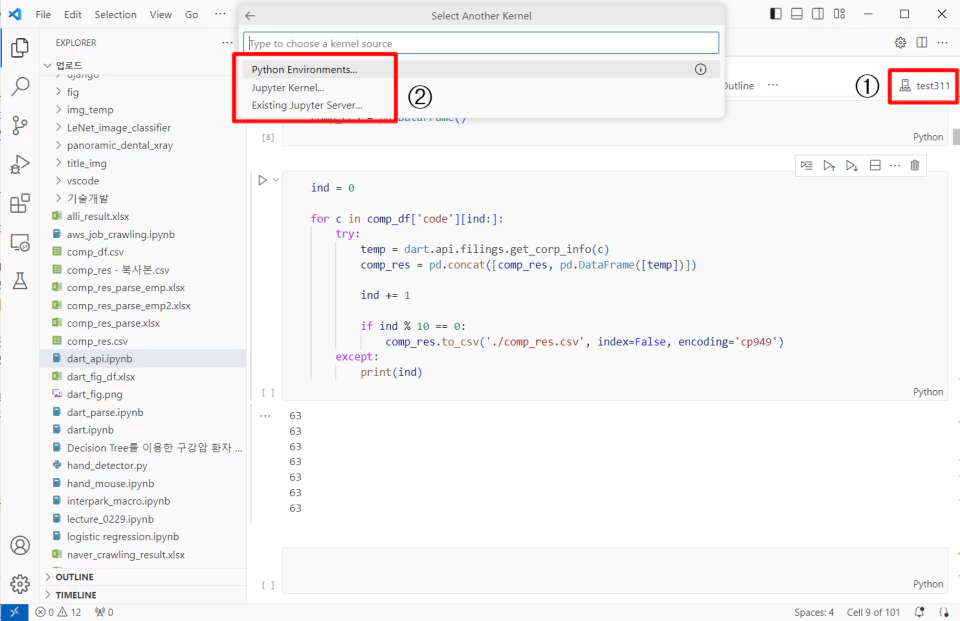 File Edit Selection View Go ···
Select Another Kernel
Type to choose a kernel source
Python Environments...
Jupyter Kernel...
Existing Jupyter Server...
②
①
Outline ···
test311
EXPLORER ···
업로드
django
fig
img_temp
LeNet_image_classifier
panoramic_dental_xray
title_img
vscode
기술개발
alli_result.xlsx
aws_job_crawling.ipynb
comp_df.csv
comp_res - 복사본.csv
comp_res_parse_emp.xlsx
comp_res_parse_emp2.xlsx
comp_res_parse.xlsx
comp_res.csv
dart_api.ipynb
dart_fig_df.xlsx
dart_fig.png
dart_parse.ipynb
dart.ipynb
Decision Tree를 이용한 구강암 환자 ...
hand_detector.py
hand_mouse.ipynb
interpark_macro.ipynb
lecture_0229.ipynb
logistic regression.ipynb
naver_crawling_result.xlsx
OUTLINE
TIMELINE
[8]
Python
ind = 0
for c in comp_df['code'][ind:]:
try:
temp = dart.api.filings.get_corp_info(c)
comp_res = pd.concat([comp_res, pd.DataFrame([temp])])
ind += 1
if ind % 10 == 0:
comp_res.to_csv('./comp_res.csv', index=False, encoding='cp949')
except:
print(ind)
[ ]
Python
···
63
63
63
63
63
63
63
[ ]
Python
0 12 0
Spaces: 4 Cell 9 of 101